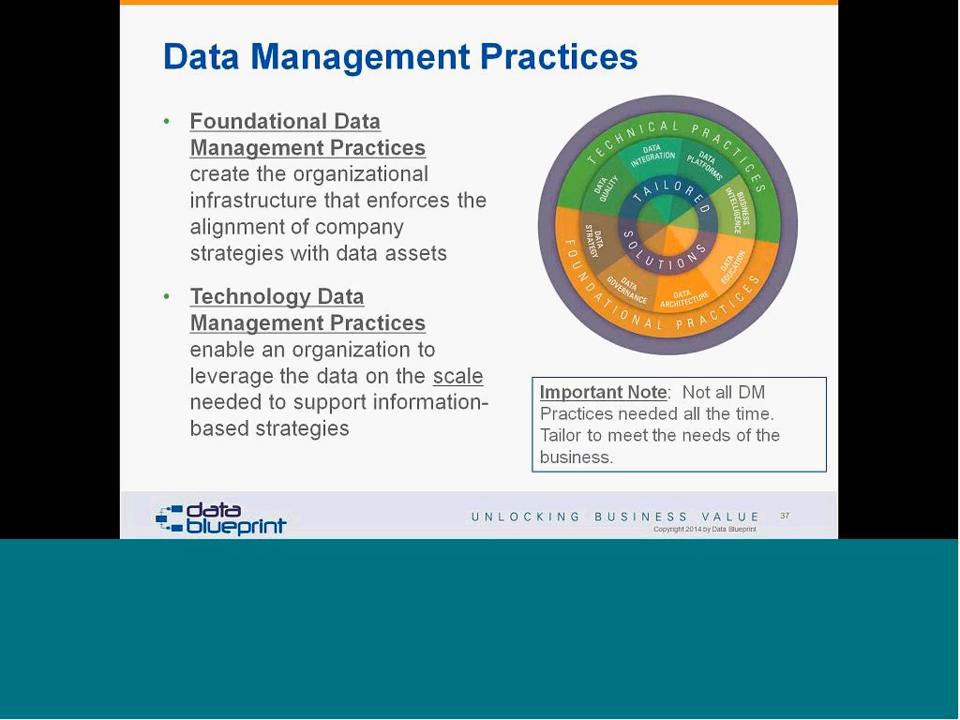 Data Management Practices
• Foundational Data
Management Practices
create the organizational
infrastructure that enforces the
alignment of company
strategies with data assets
• Technology Data
Management Practices
enable an organization to
leverage the data on the scale
needed to support information-
based strategies
TECHNICAL PRACTICES
DATA
QUALITY
DATA
INTEGRATION
DATA
PLATFORMS
BUSINESS
INTELLIGENCE
TAILORED
SOLUTIONS
DATA
STRATEGY
DATA
GOVERNANCE
DATA
ARCHITECTURE
DATA
EDUCATION
FOUNDATIONAL PRACTICES
Important Note: Not all DM
Practices needed all the time.
Tailor to meet the needs of the
business.
data
blueprint
UNLOCKING BUSINESS VALUE
37
Copyright 2014 by Data Blueprint